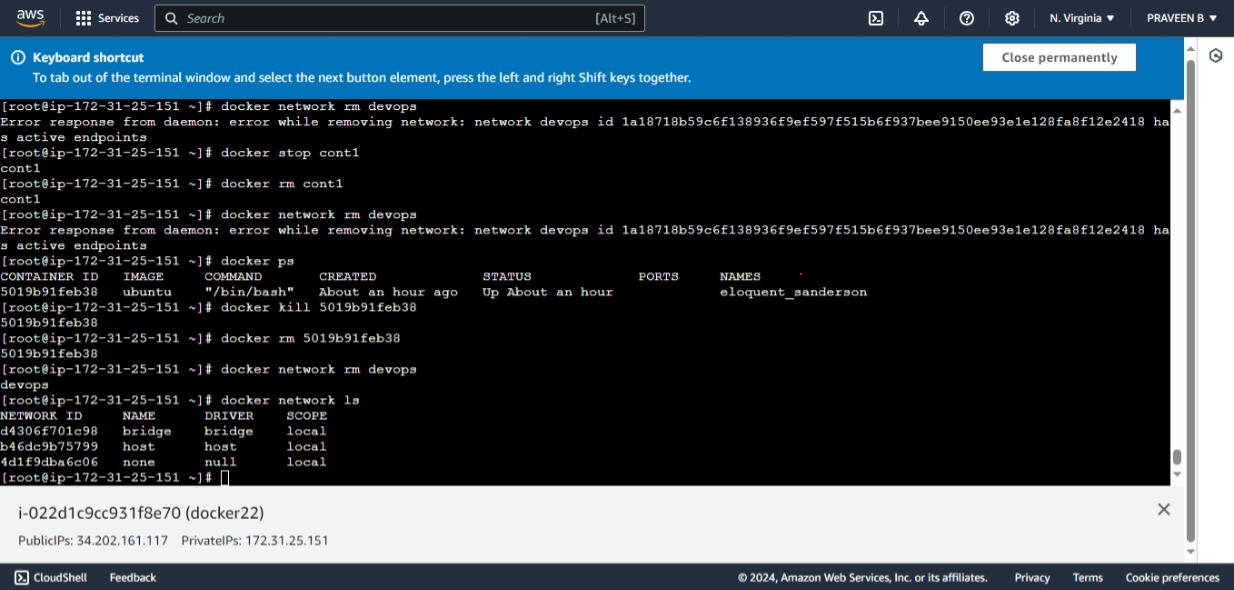 aws
Services
Search
[Alt+S]
N. Virginia
PRAVEEN B
Keyboard shortcut
To tab out of the terminal window and select the next button element, press the left and right Shift keys together.
Close permanently
[root@ip-172-31-25-151 ~]# docker network rm devops
Error response from daemon: error while removing network: network devops id 1a18718b59c6f138936f9ef597f515b6f937bee9150ee93e1e128fa8f12e2418 ha
s active endpoints
[root@ip-172-31-25-151 ~]# docker stop cont1
cont1
[root@ip-172-31-25-151 ~]# docker rm cont1
cont1
[root@ip-172-31-25-151 ~]# docker network rm devops
Error response from daemon: error while removing network: network devops id 1a18718b59c6f138936f9ef597f515b6f937bee9150ee93e1e128fa8f12e2418 ha
s active endpoints
[root@ip-172-31-25-151 ~]# docker ps
CONTAINER ID IMAGE COMMAND CREATED STATUS PORTS NAMES
5019b91feb38 ubuntu "/bin/bash" About an hour ago Up About an hour eloquent_sanderson
[root@ip-172-31-25-151 ~]# docker kill 5019b91feb38
5019b91feb38
[root@ip-172-31-25-151 ~]# docker rm 5019b91feb38
5019b91feb38
[root@ip-172-31-25-151 ~]# docker network rm devops
devops
[root@ip-172-31-25-151 ~]# docker network ls
NETWORK ID NAME DRIVER SCOPE
d4306f701c98 bridge bridge local
b46dc9b75799 host host local
4d1f9dba6c06 none null local
[root@ip-172-31-25-151 ~]#
i-022d1c9cc931f8e70 (docker22)
PublicIPs: 34.202.161.117 PrivateIPs: 172.31.25.151
CloudShell
Feedback
© 2024, Amazon Web Services, Inc. or its affiliates.
Privacy
Terms
Cookie preferences